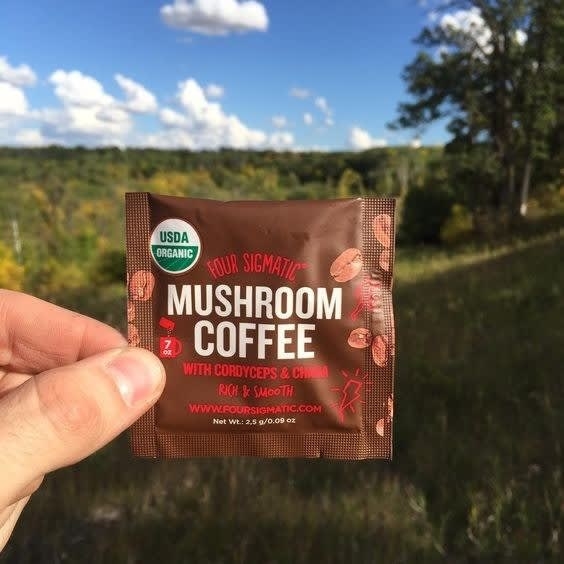 USDA
ORGANIC
FOUR SIGMATIC
MUSHROOM
COFFEE
7
OZ
WITH CORDYCEPS & CHAGA
RICH & SMOOTH
WWW.FOURSIGMATIC.COM
Net Wt.: 2,5 g/0.09 oz